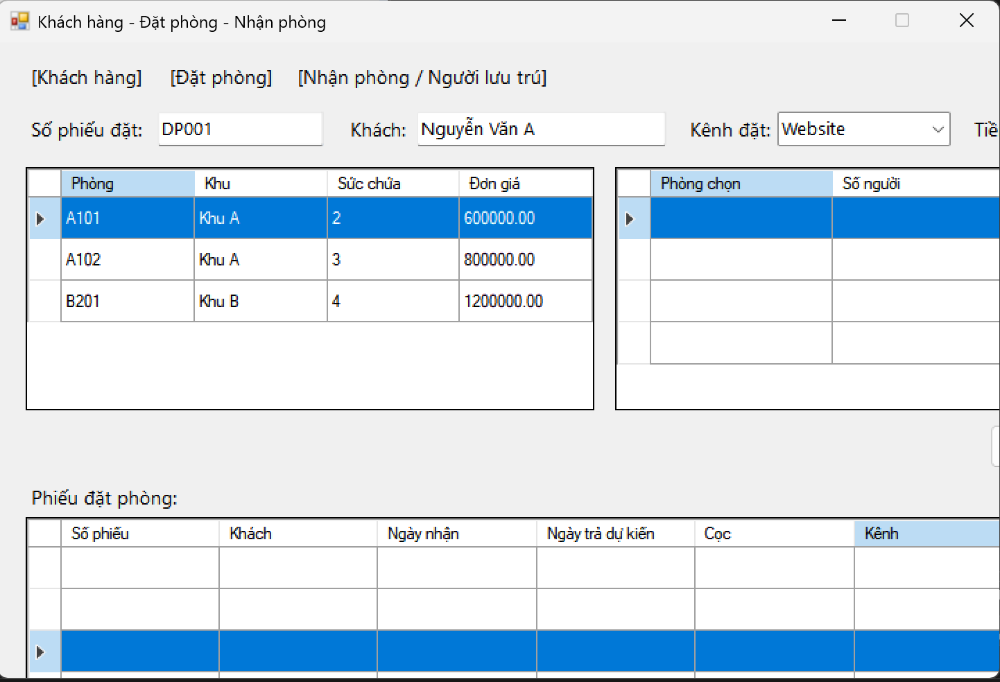 Khách hàng - Đặt phòng - Nhận phòng
[Khách hàng] [Đặt phòng] [Nhận phòng / Người lưu trú]
Số phiếu đặt: DP001 Khách: Nguyễn Văn A Kênh đặt: Website Tiề
Phòng Khu Sức chứa Đơn giá
A101 Khu A 2 600000.00
A102 Khu A 3 800000.00
B201 Khu B 4 1200000.00
Phòng chọn Số người
Phiếu đặt phòng:
Số phiếu Khách Ngày nhận Ngày trả dự kiến Cọc Kênh